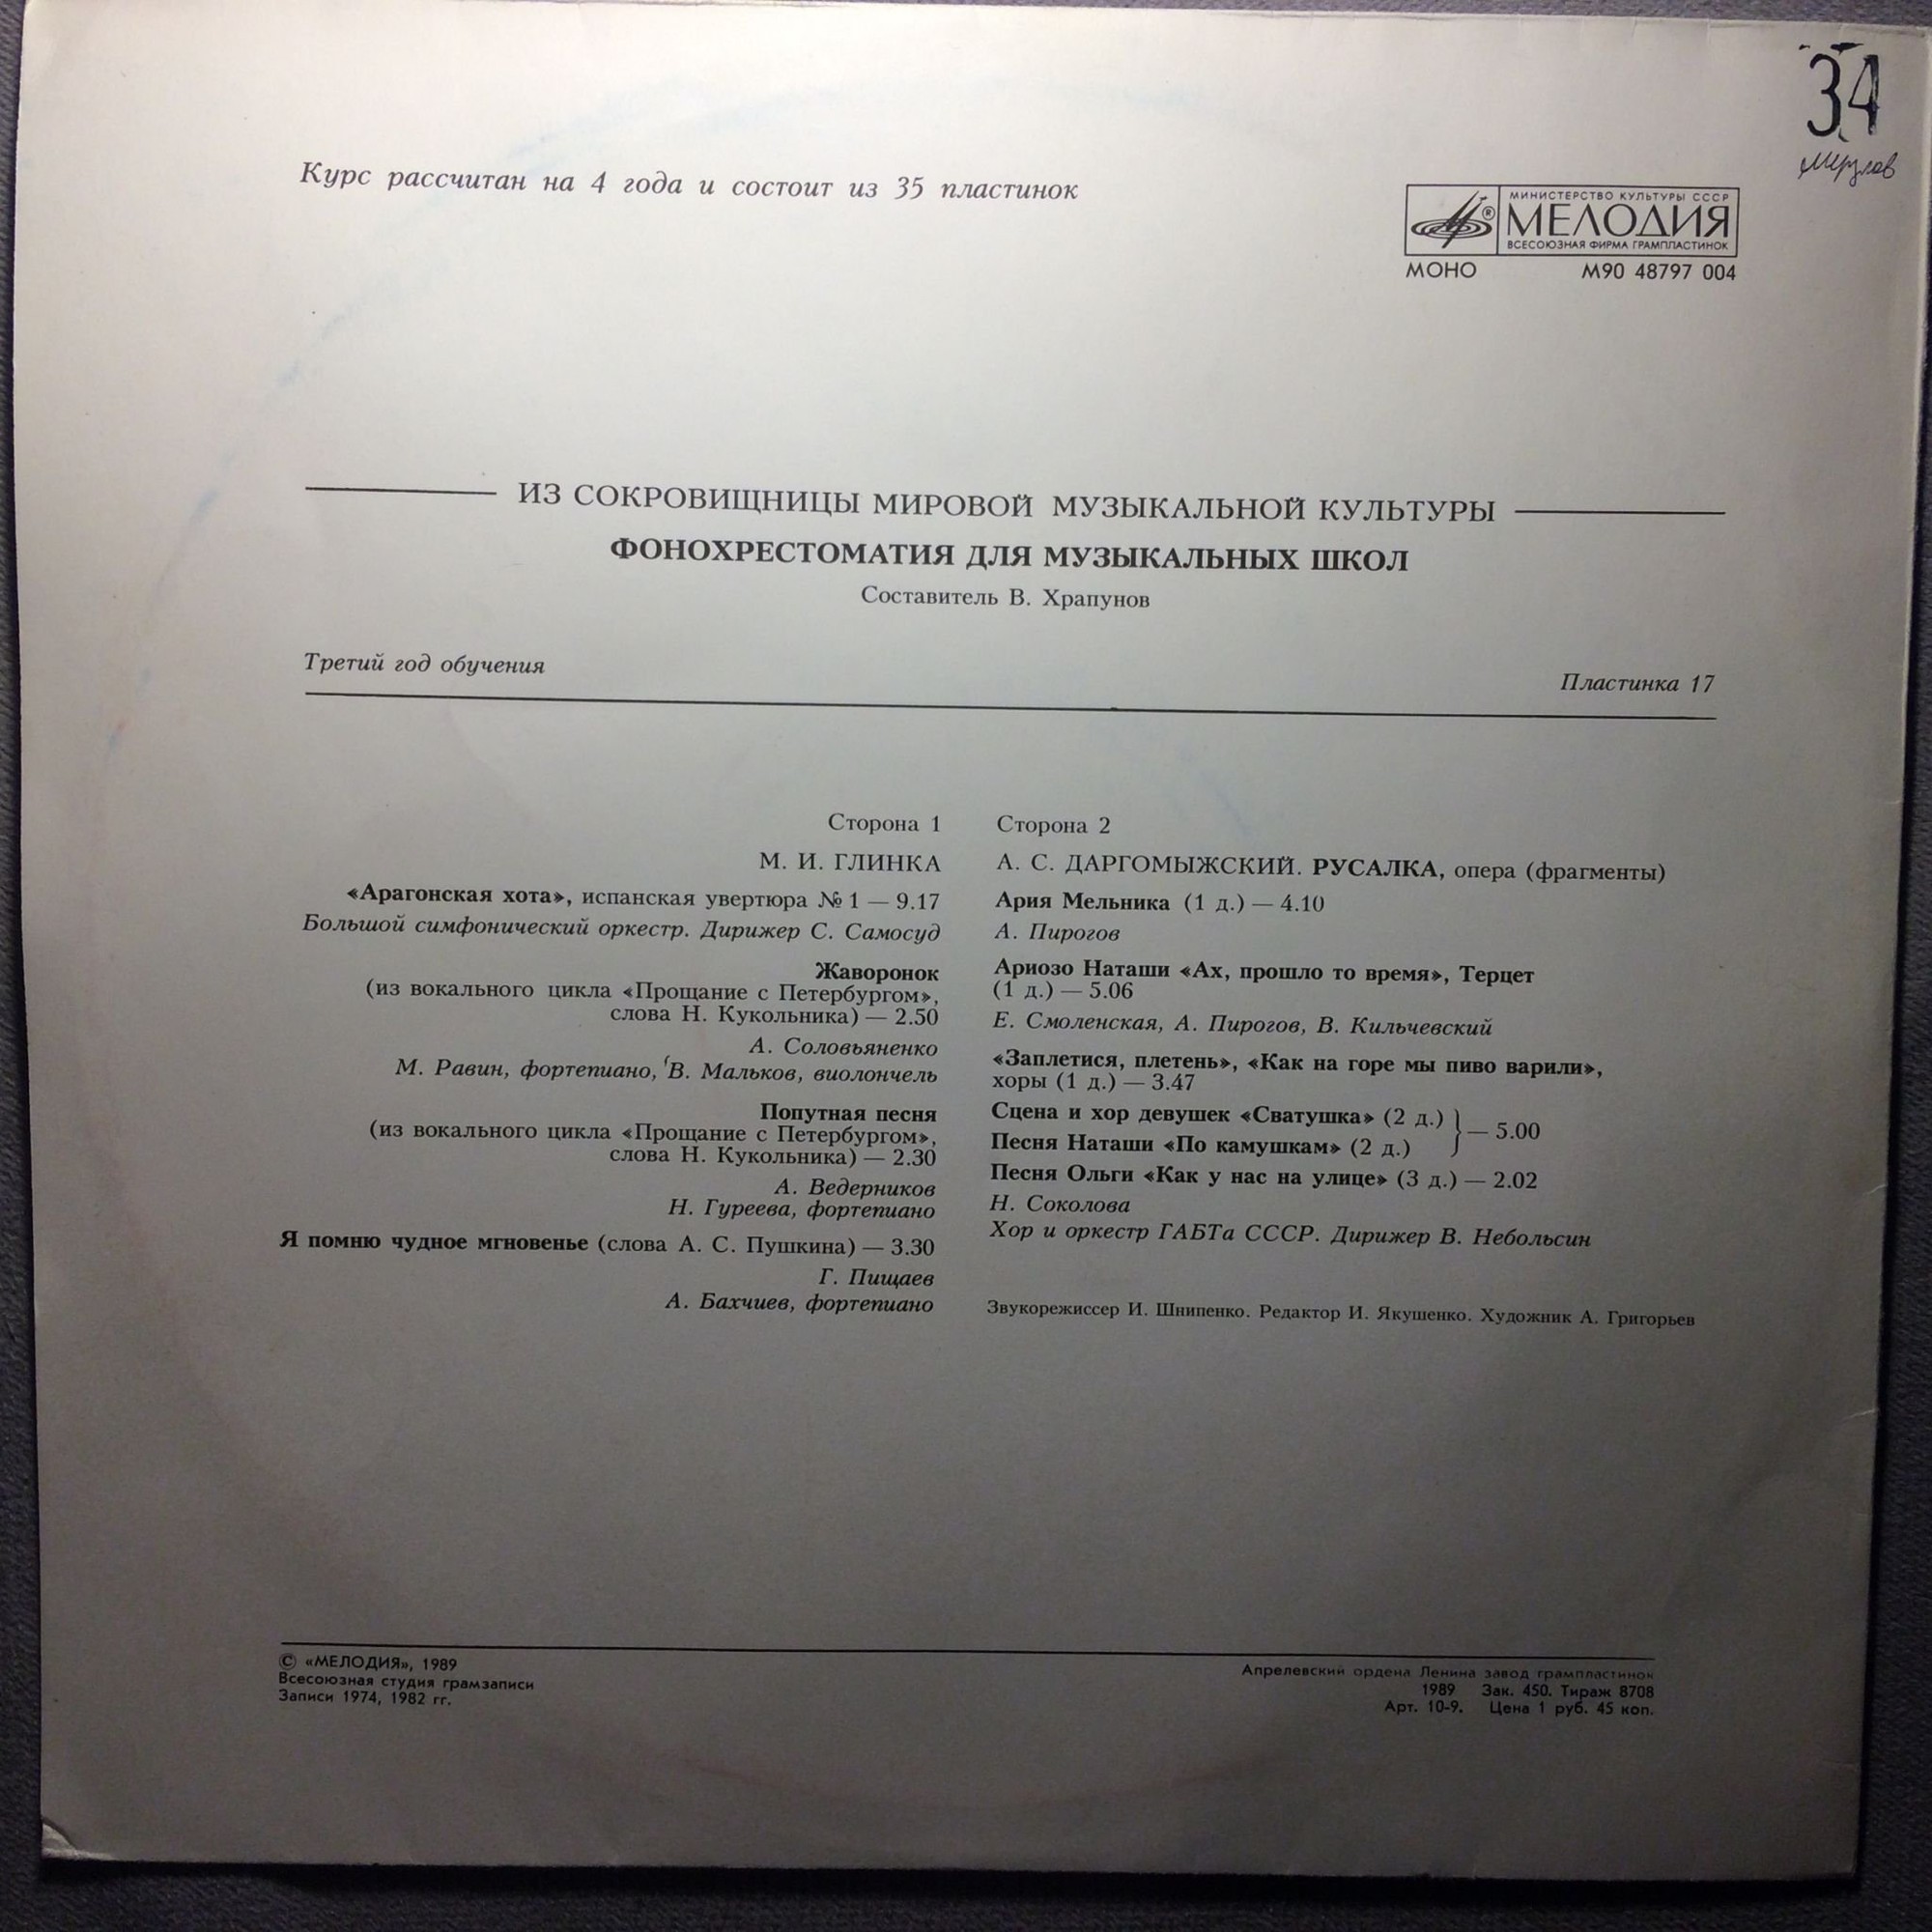 34
Курс рассчитан на 4 года и состоит из 35 пластинок
МИНИСТЕРСТВО КУЛЬТУРЫ СССР
МЕЛОДИЯ
ВСЕСОЮЗНАЯ ФИРМА ГРАМПЛАСТИНОК
МОНО М90 48797 004
ИЗ СОКРОВИЩНИЦЫ МИРОВОЙ МУЗЫКАЛЬНОЙ КУЛЬТУРЫ
ФОНОХРЕСТОМАТИЯ ДЛЯ МУЗЫКАЛЬНЫХ ШКОЛ
Составитель В. Храпунов
Третий год обучения
Пластинка 17
Сторона 1
М. И. ГЛИНКА
«Арагонская хота», испанская увертюра № 1 — 9.17
Большой симфонический оркестр. Дирижер С. Самосуд
Жаворонок
(из вокального цикла «Прощание с Петербургом»,
слова Н. Кукольника) — 2.50
А. Соловьяненко
М. Равин, фортепиано, В. Мальков, виолончель
Попутная песня
(из вокального цикла «Прощание с Петербургом»,
слова Н. Кукольника) — 2.30
А. Ведерников
Н. Гуреева, фортепиано
Я помню чудное мгновенье (слова А. С. Пушкина) — 3.30
Г. Пищаев
А. Бахчиев, фортепиано
Сторона 2
А. С. ДАРГОМЫЖСКИЙ. РУСАЛКА, опера (фрагменты)
Ария Мельника (1 д.) — 4.10
А. Пирогов
Ариозо Наташи «Ах, прошло то время», Терцет
(1 д.) — 5.06
Е. Смоленская, А. Пирогов, В. Кильчевский
«Заплетися, плетень», «Как на горе мы пиво варили»,
хоры (1 д.) — 3.47
Сцена и хор девушек «Сватушка» (2 д.)
Песня Наташи «По камушкам» (2 д.) } — 5.00
Песня Ольги «Как у нас на улице» (3 д.) — 2.02
Н. Соколова
Хор и оркестр ГАБТа СССР. Дирижер В. Небольсин
Звукорежиссер И. Шнипенко. Редактор И. Якушенко. Художник А. Григорьев
© «МЕЛОДИЯ», 1989
Всесоюзная студия грамзаписи
Записи 1974, 1982 гг.
Апрелевский ордена Ленина завод грампластинок
1989 Зак. 450. Тираж 8708
Арт. 10-9. Цена 1 руб. 45 коп.